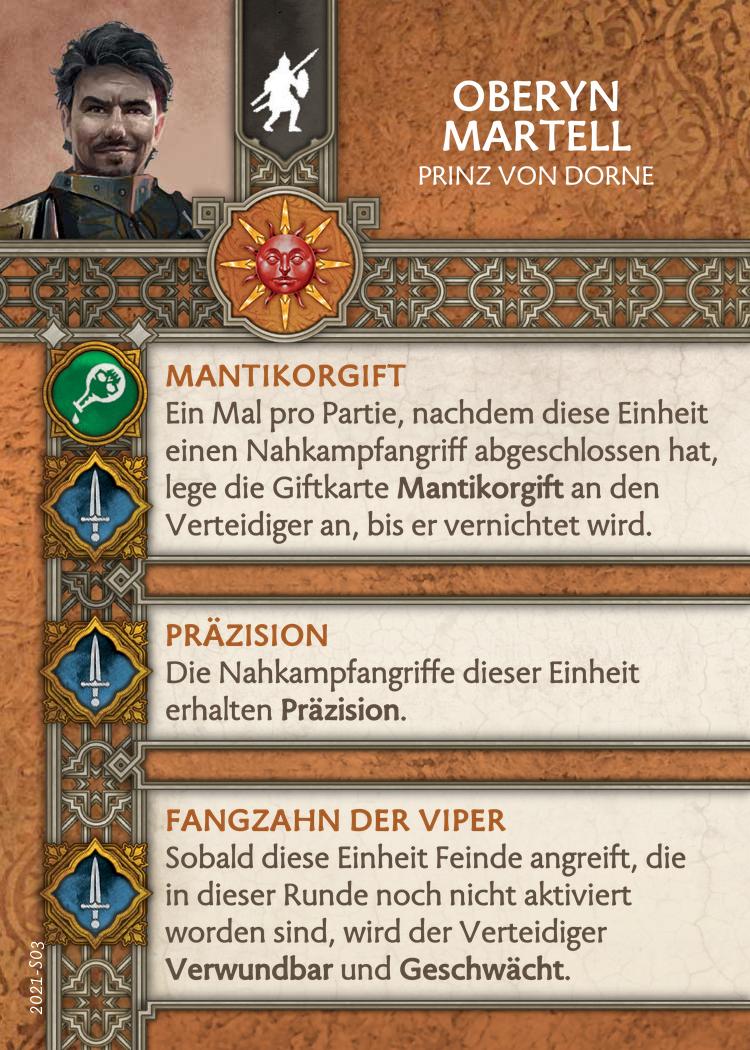 OBERYN
MARTELL
PRINZ VON DORNE
MANTIKORGIFT
Ein Mal pro Partie, nachdem diese Einheit
einen Nahkampfangriff abgeschlossen hat,
lege die Giftkarte Mantikorgift an den
Verteidiger an, bis er vernichtet wird.
PRÄZISION
Die Nahkampfangriffe dieser Einheit
erhalten Präzision.
FANGZAHN DER VIPER
Sobald diese Einheit Feinde angreift, die
in dieser Runde noch nicht aktiviert
worden sind, wird der Verteidiger
Verwundbar und Geschwächt.
2021-S03